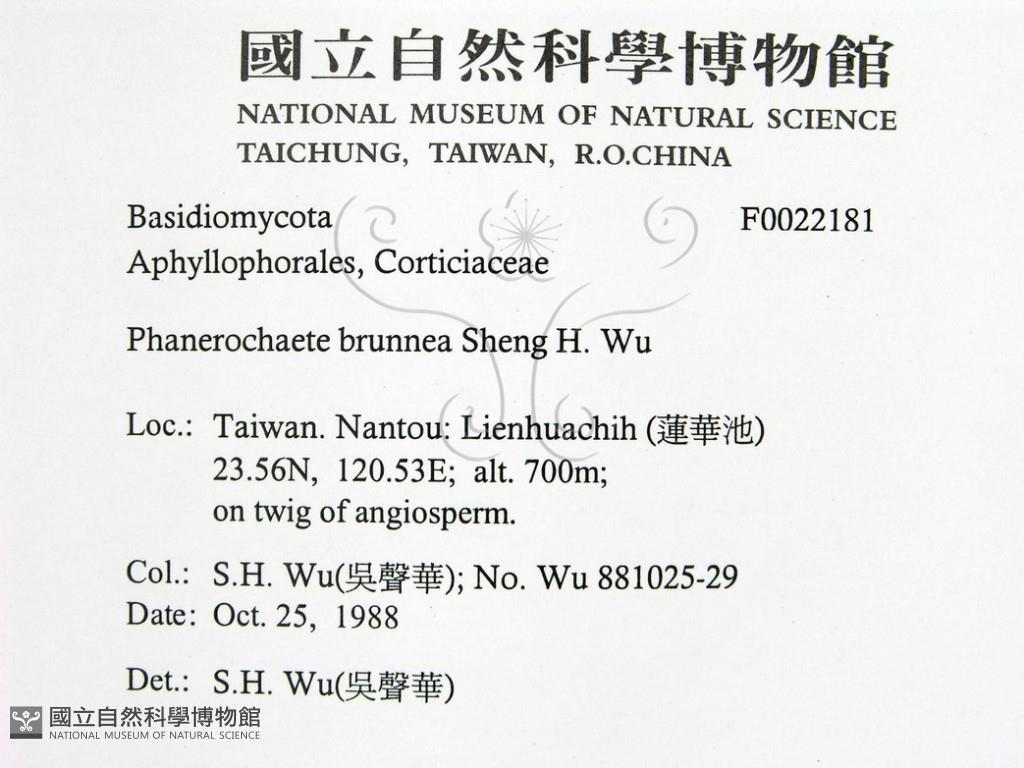 國立自然科學博物館
NATIONAL MUSEUM OF NATURAL SCIENCE
TAICHUNG, TAIWAN, R.O.CHINA
Basidiomycota F0022181
Aphyllophorales, Corticiaceae
Phanerochaete brunnea Sheng H. Wu
Loc.: Taiwan. Nantou: Lienhuachih (蓮華池)
23.56N, 120.53E; alt. 700m;
on twig of angiosperm.
Col.: S.H. Wu(吳聲華); No. Wu 881025-29
Date: Oct. 25, 1988
Det.: S.H. Wu(吳聲華)
國立自然科學博物館
NATIONAL MUSEUM OF NATURAL SCIENCE